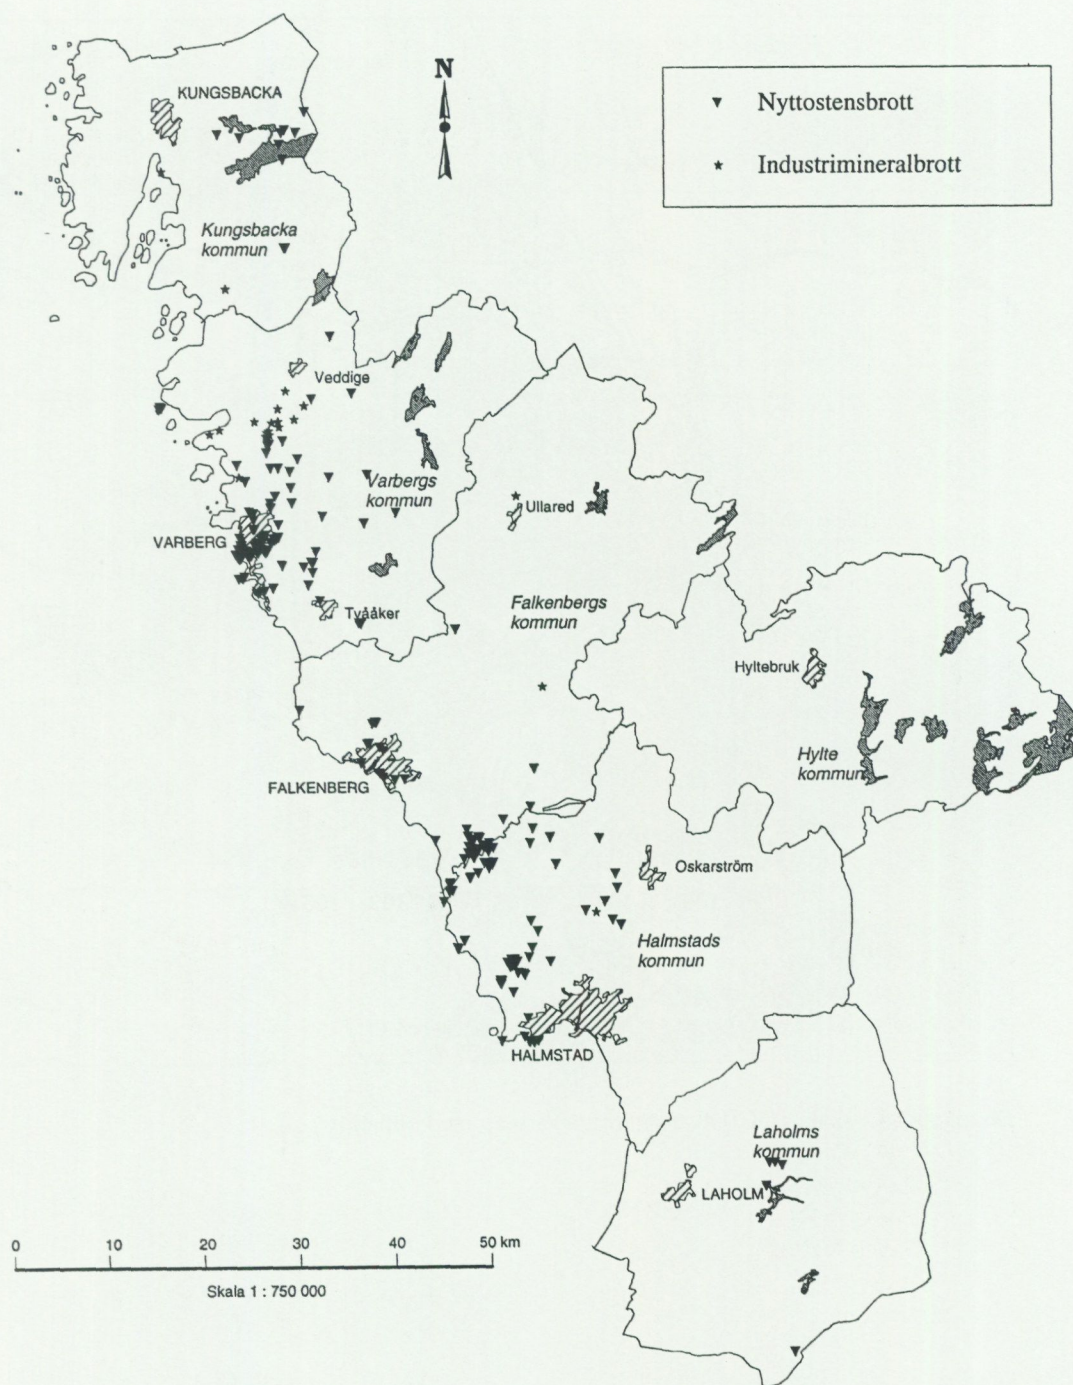 N
Nyttostensbrott
Industrimineralbrott
KUNGSBACKA
Kungsbacka
kommun
Veddige
Varbergs
kommun
VARBERG
Tvååker
Ullared
Falkenbergs
kommun
Hyltebruk
Hylte
kommun
FALKENBERG
Oskarström
Halmstads
kommun
HALMSTAD
Laholms
kommun
LAHOLM
0 10 20 30 40 50 km
Skala 1 : 750 000